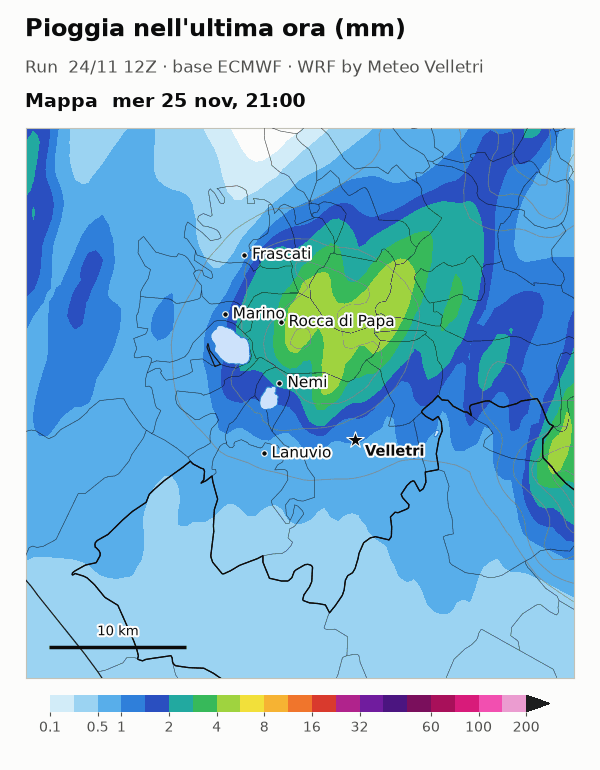 Pioggia nell'ultima ora (mm)
Run  24/11 12Z · base ECMWF · WRF by Meteo Velletri
Mappa  mer 25 nov, 21:00
Frascati
Marino
Rocca di Papa
Nemi
Velletri
Lanuvio
10 km
0.1 0.5 1 2 4 8 16 32 60 100 200